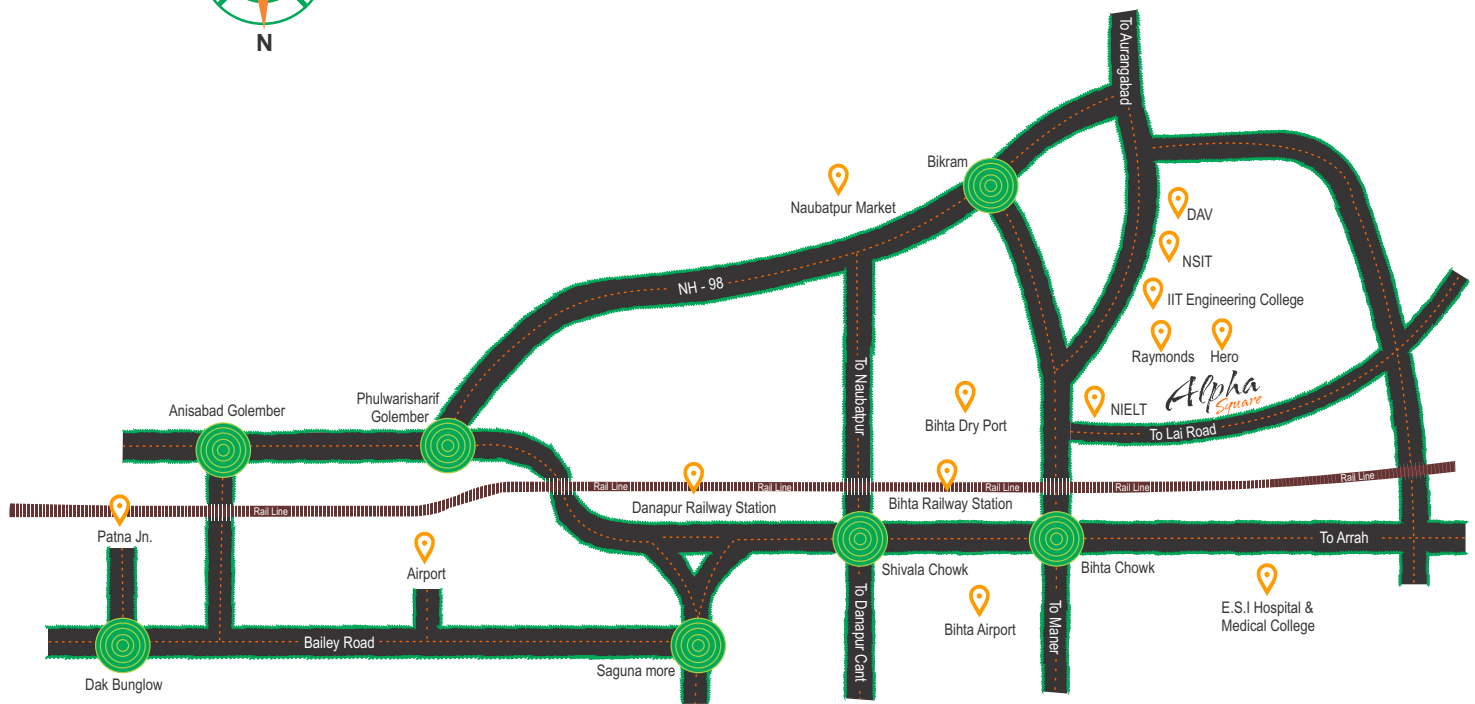 N
To Aurangabad
Bikram
Naubatpur Market
DAV
NSIT
NH - 98
IIT Engineering College
Raymonds
Hero
To Naubatpur
Alpha
Square
Phulwarisharif
Golember
Anisabad Golember
NIELT
Bihta Dry Port
To Lai Road
Rail Line
Rail Line
Rail Line
Rail Line
Rail Line
Rail Line
Rail Line
Danapur Railway Station
Bihta Railway Station
Patna Jn.
To Arrah
Airport
Shivala Chowk
Bihta Chowk
To Danapur Cant
To Maner
E.S.I Hospital &
Medical College
Bihta Airport
Bailey Road
Saguna more
Dak Bunglow